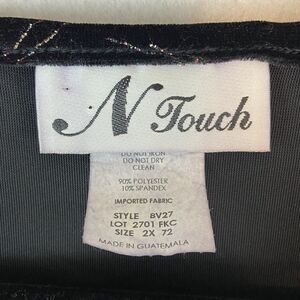 N Touch
DO NOT IRON
DO NOT DRY
CLEAN
90% POLYESTER
10% SPANDEX
IMPORTED FABRIC
STYLE BV27
LOT 2701 FKC
SIZE 2X 72
MADE IN GUATEMALA